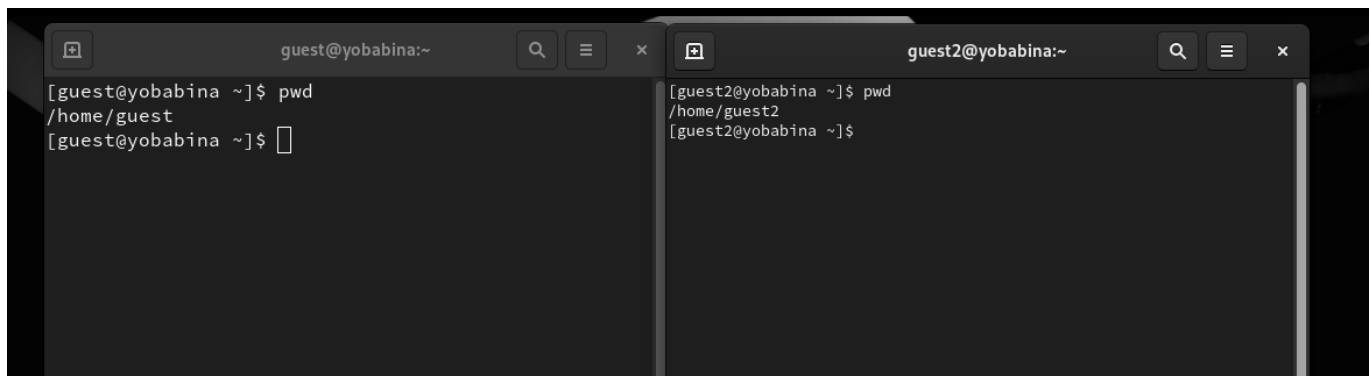 guest@yobabina:~
[guest@yobabina ~]$ pwd
/home/guest
[guest@yobabina ~]$
guest2@yobabina:~
[guest2@yobabina ~]$ pwd
/home/guest2
[guest2@yobabina ~]$